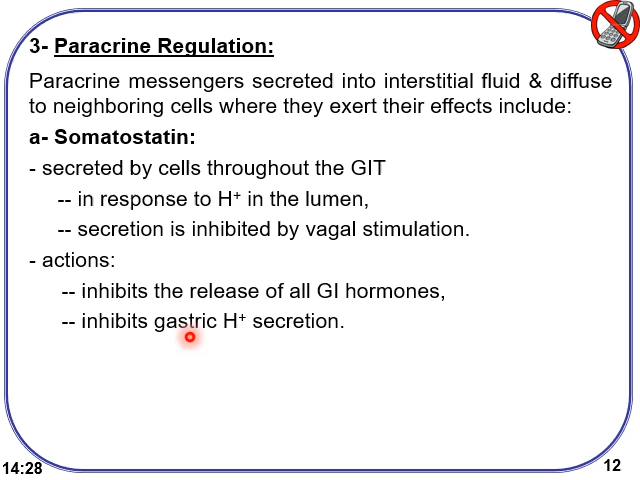 3- Paracrine Regulation:
Paracrine messengers secreted into interstitial fluid & diffuse
to neighboring cells where they exert their effects include:
a- Somatostatin:
- secreted by cells throughout the GIT
-- in response to H⁺ in the lumen,
-- secretion is inhibited by vagal stimulation.
- actions:
-- inhibits the release of all GI hormones,
-- inhibits gastric H⁺ secretion.
14:28
12